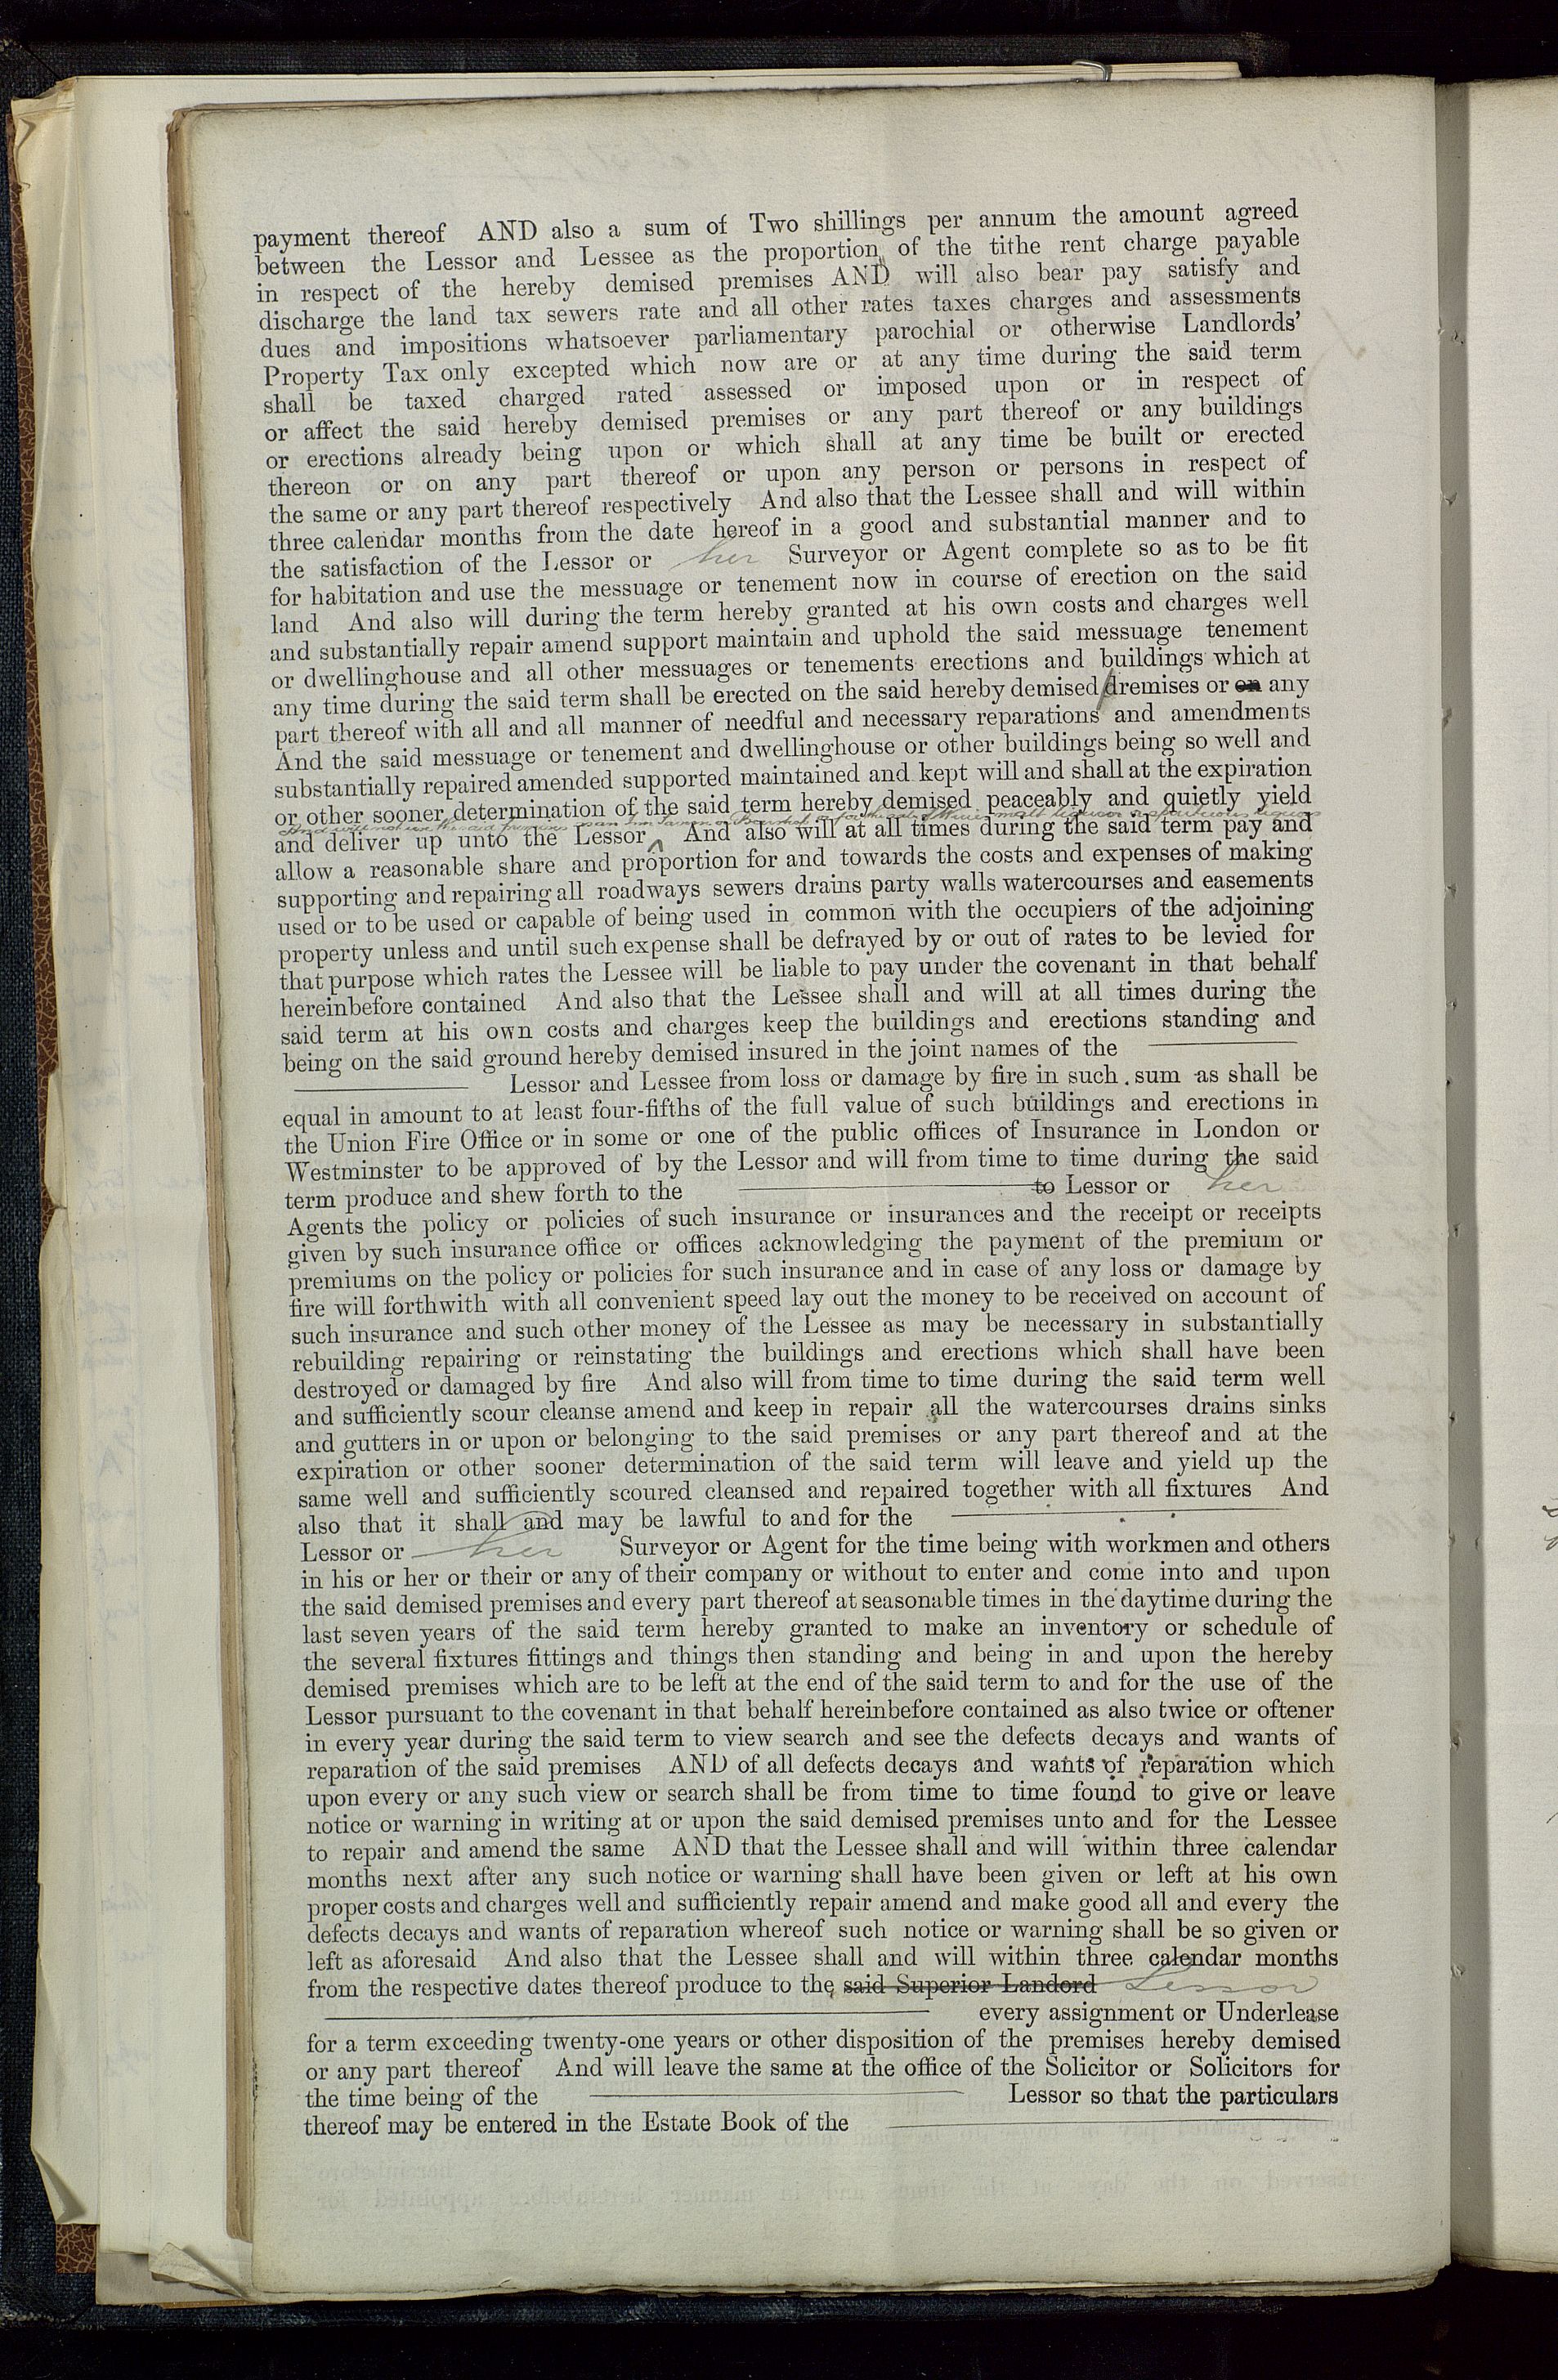 payment thereof AND also a sum of Two shillings per annum the amount agreed
between the Lessor and Lessee as the proportion of the tithe rent charge payable
in respect of the hereby demised premises AND will also bear pay satisfy and
discharge the land tax sewers rate and all other rates taxes charges and assessments
dues and impositions whatsoever parliamentary parochial or otherwise Landlords'
Property Tax only excepted which now are or at any time during the said term
shall be taxed charged rated assessed or imposed upon or in respect of
or affect the said hereby demised premises or any part thereof or any buildings
or erections already being upon or which shall at any time be built or erected
thereon or on any part thereof or upon any person or persons in respect of
the same or any part thereof respectively And also that the Lessee shall and will within
three calendar months from the date hereof in a good and substantial manner and to
the satisfaction of the Lessor or her Surveyor or Agent complete so as to be fit
for habitation and use the messuage or tenement now in course of erection on the said
land And also will during the term hereby granted at his own costs and charges well
and substantially repair amend support maintain and uphold the said messuage tenement
or dwellinghouse and all other messuages or tenements erections and buildings which at
any time during the said term shall be erected on the said hereby demised dremises or on any
part thereof with all and all manner of needful and necessary reparations and amendments
And the said messuage or tenement and dwellinghouse or other buildings being so well and
substantially repaired amended supported maintained and kept will and shall at the expiration
or other sooner determination of the said term hereby demised peaceably and quietly yield
And will not use the said premises as an Inn Tavern or Beershop or for the sale of Wines malt liquors or spirituous liquors
and deliver up unto the Lessor And also will at all times during the said term pay and
allow a reasonable share and proportion for and towards the costs and expenses of making
supporting and repairing all roadways sewers drains party walls watercourses and easements
used or to be used or capable of being used in common with the occupiers of the adjoining
property unless and until such expense shall be defrayed by or out of rates to be levied for
that purpose which rates the Lessee will be liable to pay under the covenant in that behalf
hereinbefore contained And also that the Lessee shall and will at all times during the
said term at his own costs and charges keep the buildings and erections standing and
being on the said ground hereby demised insured in the joint names of the
Lessor and Lessee from loss or damage by fire in such sum as shall be
equal in amount to at least four-fifths of the full value of such buildings and erections in
the Union Fire Office or in some or one of the public offices of Insurance in London or
Westminster to be approved of by the Lessor and will from time to time during the said
term produce and shew forth to the to Lessor or her
Agents the policy or policies of such insurance or insurances and the receipt or receipts
given by such insurance office or offices acknowledging the payment of the premium or
premiums on the policy or policies for such insurance and in case of any loss or damage by
fire will forthwith with all convenient speed lay out the money to be received on account of
such insurance and such other money of the Lessee as may be necessary in substantially
rebuilding repairing or reinstating the buildings and erections which shall have been
destroyed or damaged by fire And also will from time to time during the said term well
and sufficiently scour cleanse amend and keep in repair all the watercourses drains sinks
and gutters in or upon or belonging to the said premises or any part thereof and at the
expiration or other sooner determination of the said term will leave and yield up the
same well and sufficiently scoured cleansed and repaired together with all fixtures And
also that it shall and may be lawful to and for the
Lessor or her Surveyor or Agent for the time being with workmen and others
in his or her or their or any of their company or without to enter and come into and upon
the said demised premises and every part thereof at seasonable times in the daytime during the
last seven years of the said term hereby granted to make an inventory or schedule of
the several fixtures fittings and things then standing and being in and upon the hereby
demised premises which are to be left at the end of the said term to and for the use of the
Lessor pursuant to the covenant in that behalf hereinbefore contained as also twice or oftener
in every year during the said term to view search and see the defects decays and wants of
reparation of the said premises AND of all defects decays and wants of reparation which
upon every or any such view or search shall be from time to time found to give or leave
notice or warning in writing at or upon the said demised premises unto and for the Lessee
to repair and amend the same AND that the Lessee shall and will within three calendar
months next after any such notice or warning shall have been given or left at his own
proper costs and charges well and sufficiently repair amend and make good all and every the
defects decays and wants of reparation whereof such notice or warning shall be so given or
left as aforesaid And also that the Lessee shall and will within three calendar months
from the respective dates thereof produce to the said Superior Landord Lessor
every assignment or Underlease
for a term exceeding twenty-one years or other disposition of the premises hereby demised
or any part thereof And will leave the same at the office of the Solicitor or Solicitors for
the time being of the Lessor so that the particulars
thereof may be entered in the Estate Book of the